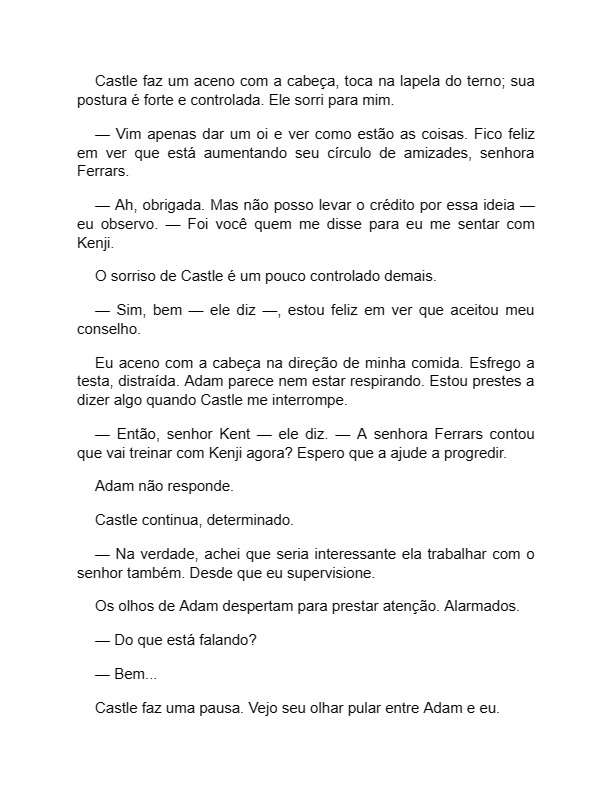 Castle faz um aceno com a cabeça, toca na lapela do terno; sua
postura é forte e controlada. Ele sorri para mim.
— Vim apenas dar um oi e ver como estão as coisas. Fico feliz
em ver que está aumentando seu círculo de amizades, senhora
Ferrars.
— Ah, obrigada. Mas não posso levar o crédito por essa ideia —
eu observo. — Foi você quem me disse para eu me sentar com
Kenji.
O sorriso de Castle é um pouco controlado demais.
— Sim, bem — ele diz —, estou feliz em ver que aceitou meu
conselho.
Eu aceno com a cabeça na direção de minha comida. Esfrego a
testa, distraída. Adam parece nem estar respirando. Estou prestes a
dizer algo quando Castle me interrompe.
— Então, senhor Kent — ele diz. — A senhora Ferrars contou
que vai treinar com Kenji agora? Espero que a ajude a progredir.
Adam não responde.
Castle continua, determinado.
— Na verdade, achei que seria interessante ela trabalhar com o
senhor também. Desde que eu supervisione.
Os olhos de Adam despertam para prestar atenção. Alarmados.
— Do que está falando?
— Bem...
Castle faz uma pausa. Vejo seu olhar pular entre Adam e eu.